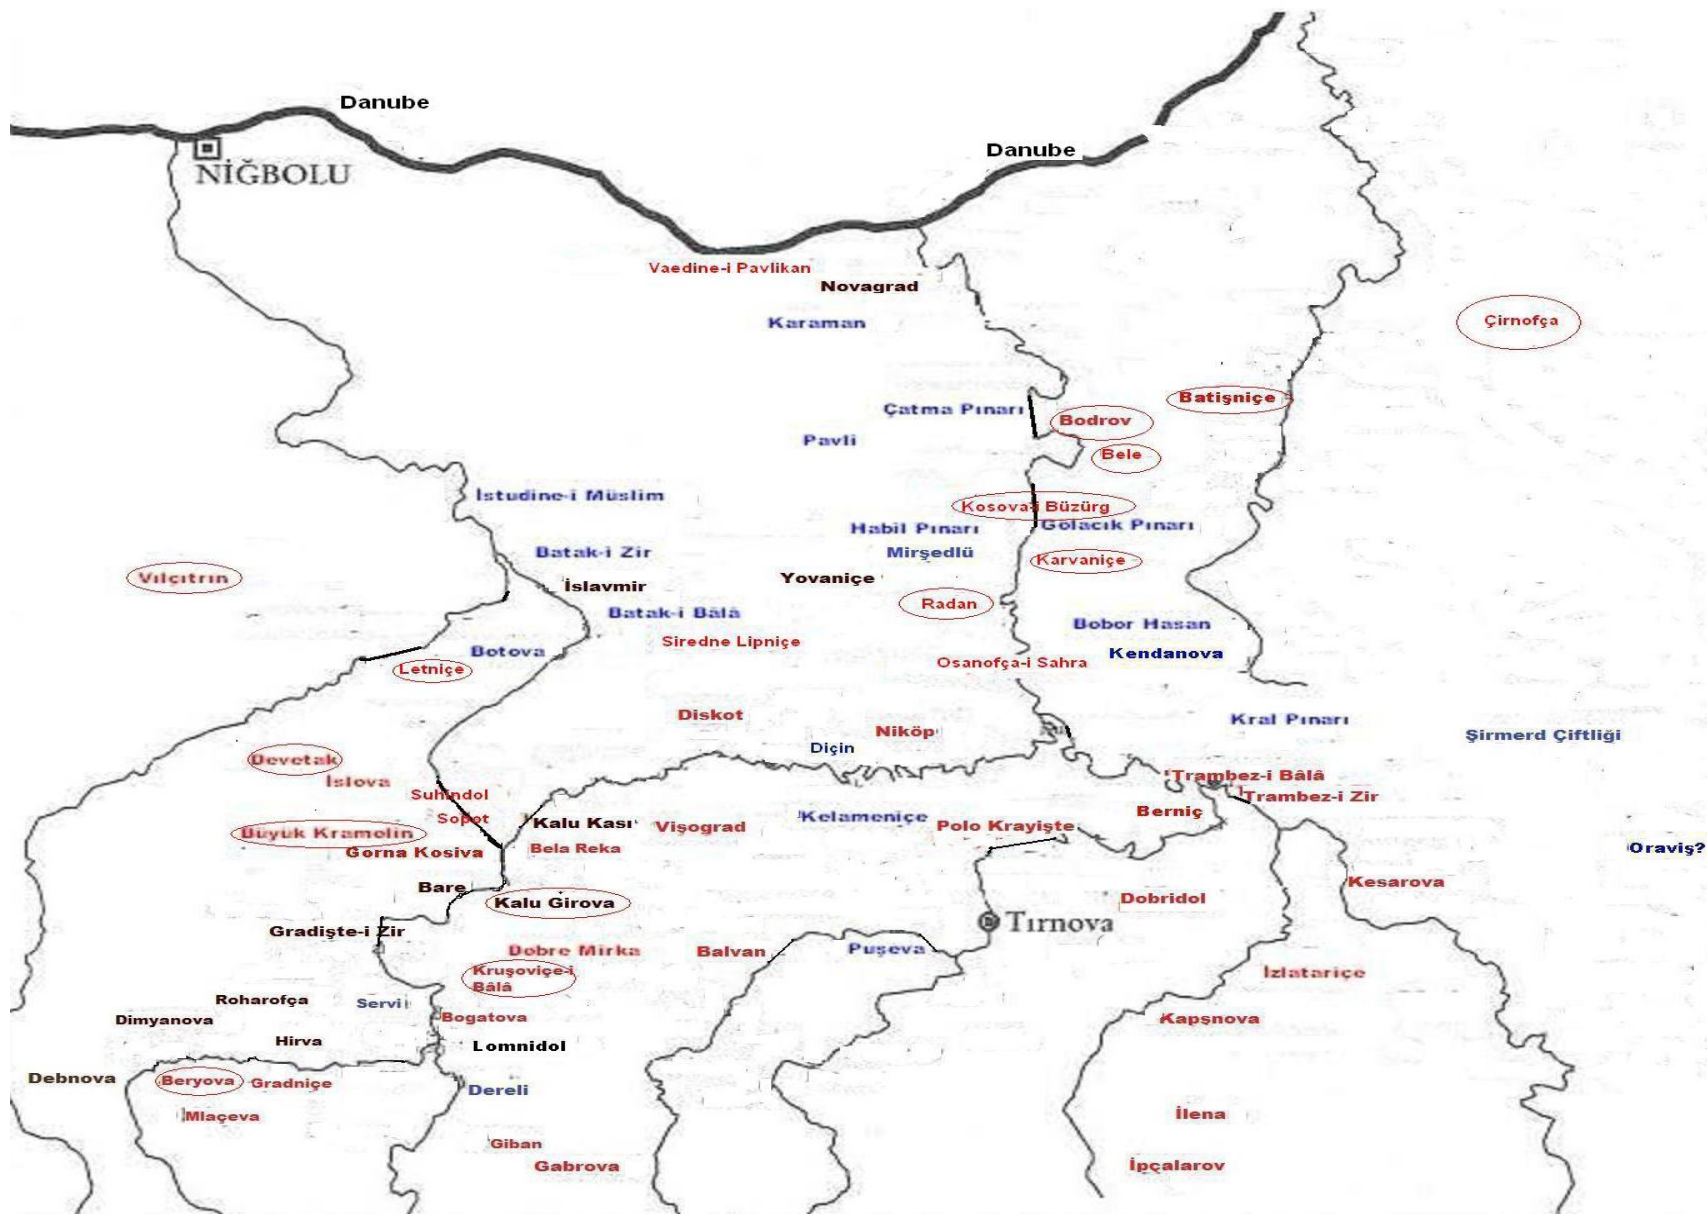 Danube
Danube
NİĞBOLU
Vaedine-i Pavlikan
Novagrad
Karaman
Çirnofça
Batişniçe
Çatma Pınarı
Bodrov
Pavli
Bele
İstudine-i Müslim
Kosova-i Büzürg
Habil Pınarı
Gölacık Pınarı
Batak-i Zir
Mirşedlü
Karvaniçe
Vılçıtrın
İslavmir
Yovaniçe
Batak-i Bâlâ
Radan
Bobor Hasan
Siredne Lipniçe
Botova
Kendanova
Letniçe
Osanofça-i Sahra
Diskot
Niköp
Kral Pınarı
Şirmerd Çiftliği
Diçin
Devetak
İslova
Trambez-i Bâlâ
Suhindol
Trambez-i Zir
Berniç
Sopot
Kalu Kası
Vişograd
Kelameniçe
Polo Krayişte
Büyük Kramolin
Gorna Kosiva
Bela Reka
Oraviş?
Bare
Kesarova
Kalu Girova
Dobridol
Tırnova
Gradişte-i Zir
Dobre Mirka
Balvan
Puşeva
Kruşoviçe-i
Bâlâ
İzlatariçe
Roharofça
Servi
Dimyanova
Bogatova
Kapşnova
Hirva
Lomnidol
Debnova
Beryova
Gradniçe
Dereli
Mlaçeva
İlena
Giban
Gabrova
İpçalarov